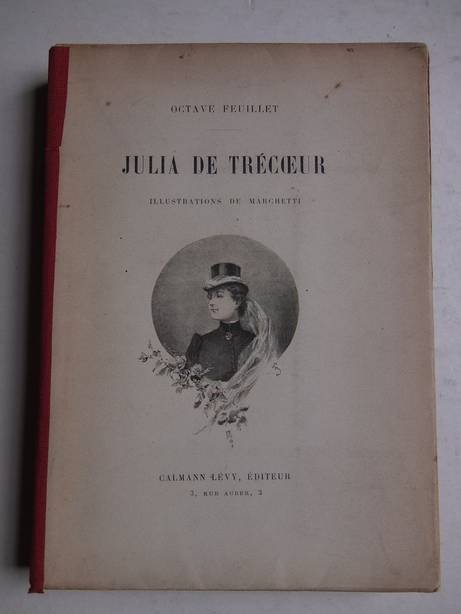 OCTAVE FEUILLET
JULIA DE TRÉCŒUR
ILLUSTRATIONS DE MARCHETTI
CALMANN LÉVY, ÉDITEUR
3, RUE AUBER, 3